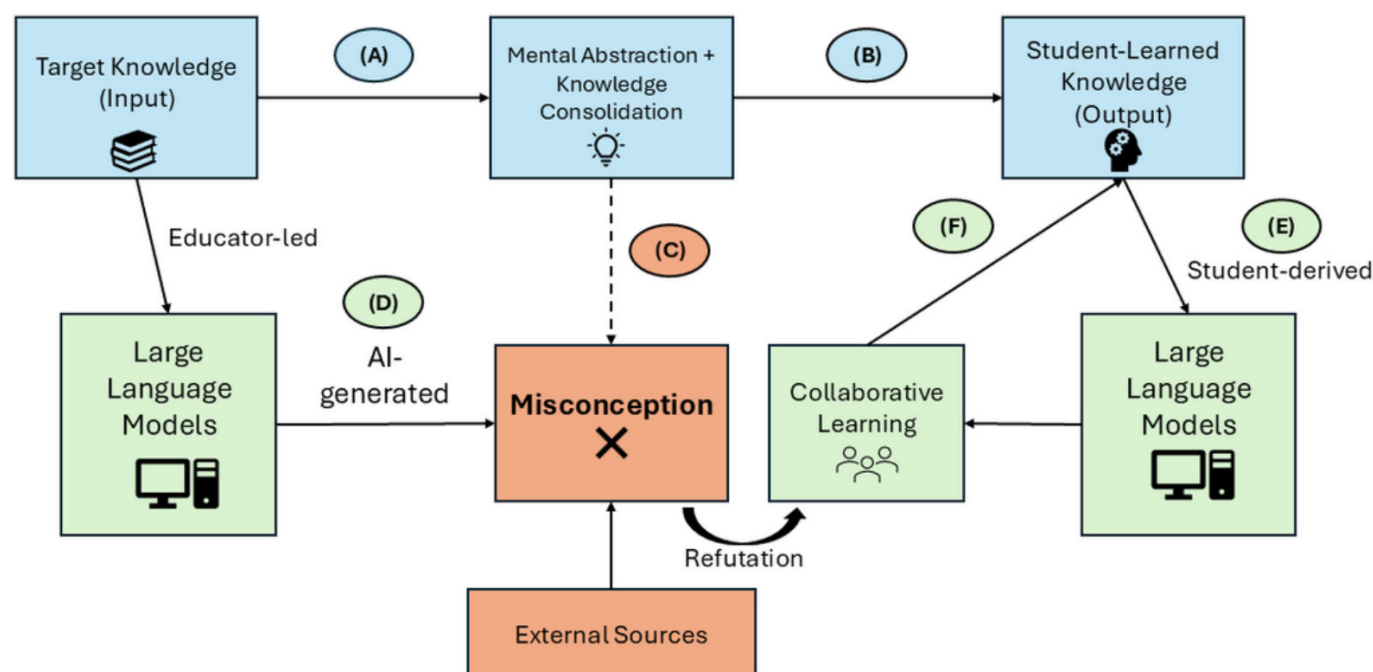 Target Knowledge
(Input)
(A)
Mental Abstraction +
Knowledge
Consolidation
(B)
Student-Learned
Knowledge
(Output)
Educator-led
(C)
(F)
(E)
Student-derived
Large
Language
Models
(D)
AI-
generated
Misconception
Collaborative
Learning
Large
Language
Models
Refutation
External Sources